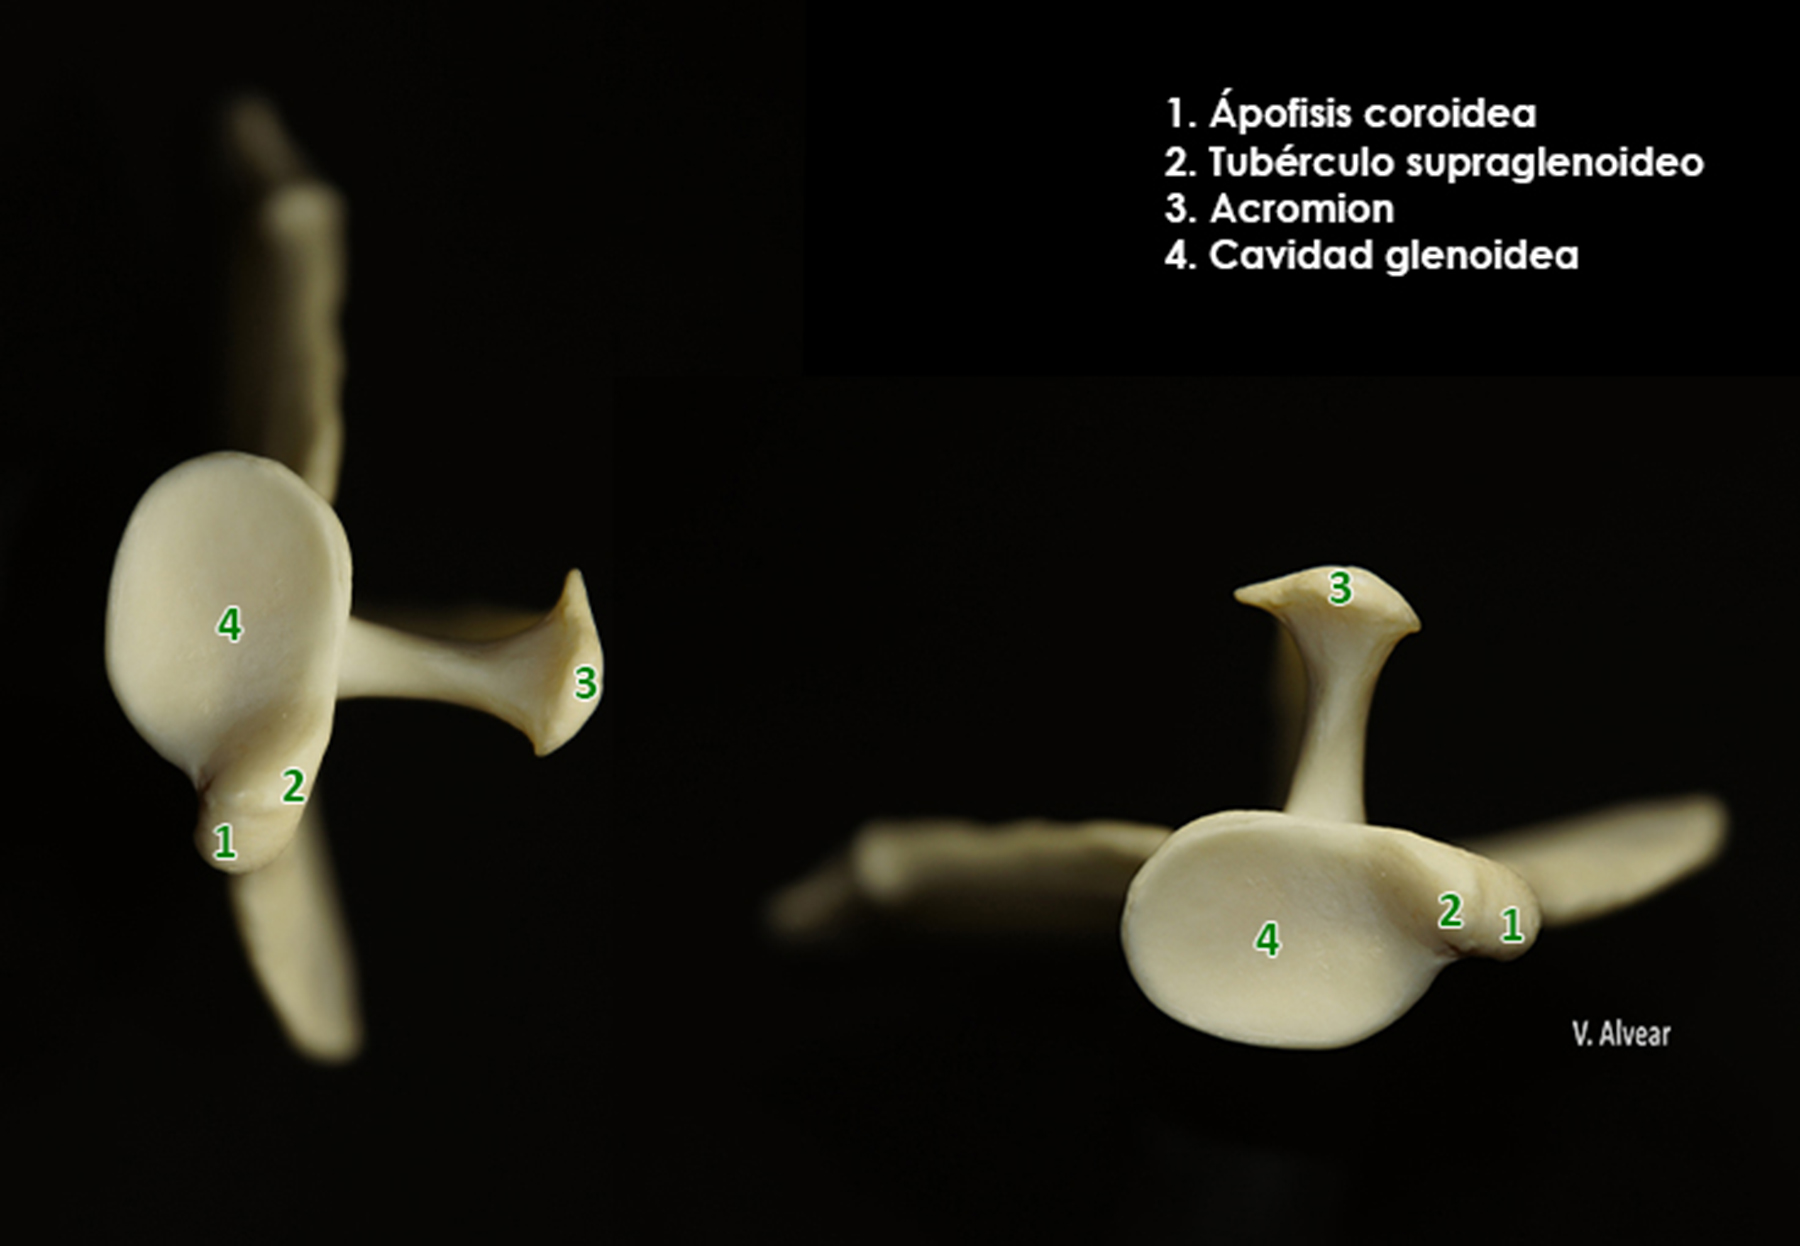 1. Ápofisis coroidea
2. Tubérculo supraglenoideo
3. Acromion
4. Cavidad glenoidea
4
3
2
1
3
4
2
1
V. Alvear